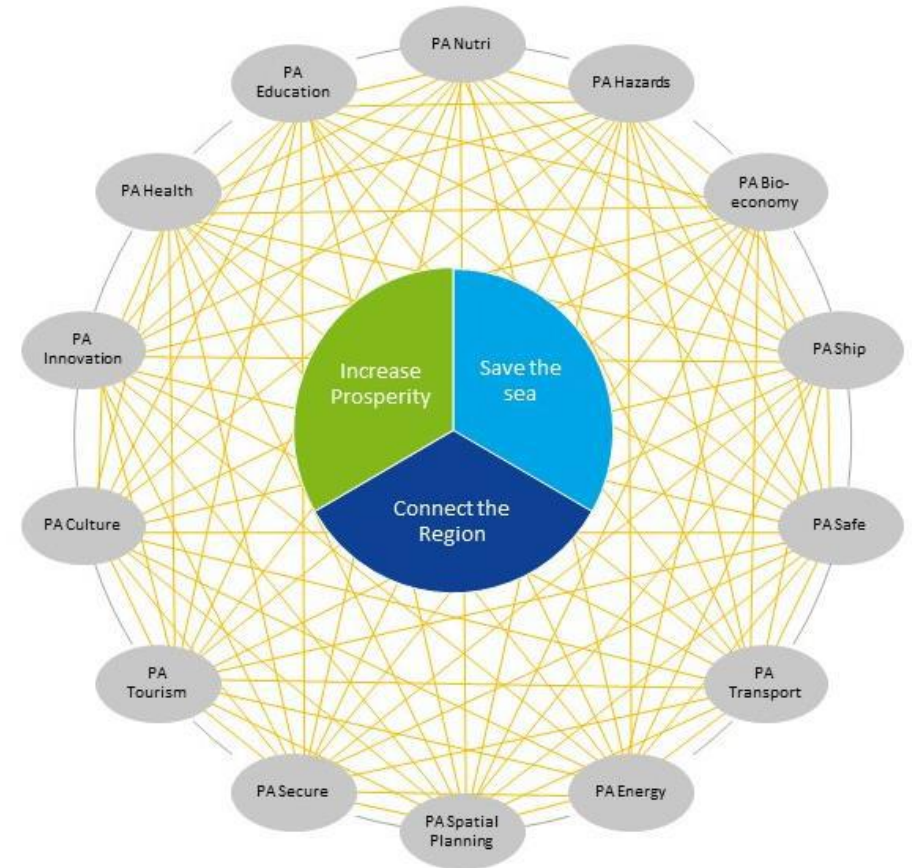 PA Nutri
PA
Education
PA Hazards
PA Health
PA Bio-
economy
PA
Innovation
PA Ship
Increase
Prosperity
Save the
sea
Connect the
Region
PA Culture
PA Safe
PA
Tourism
PA
Transport
PA Secure
PA Energy
PA Spatial
Planning